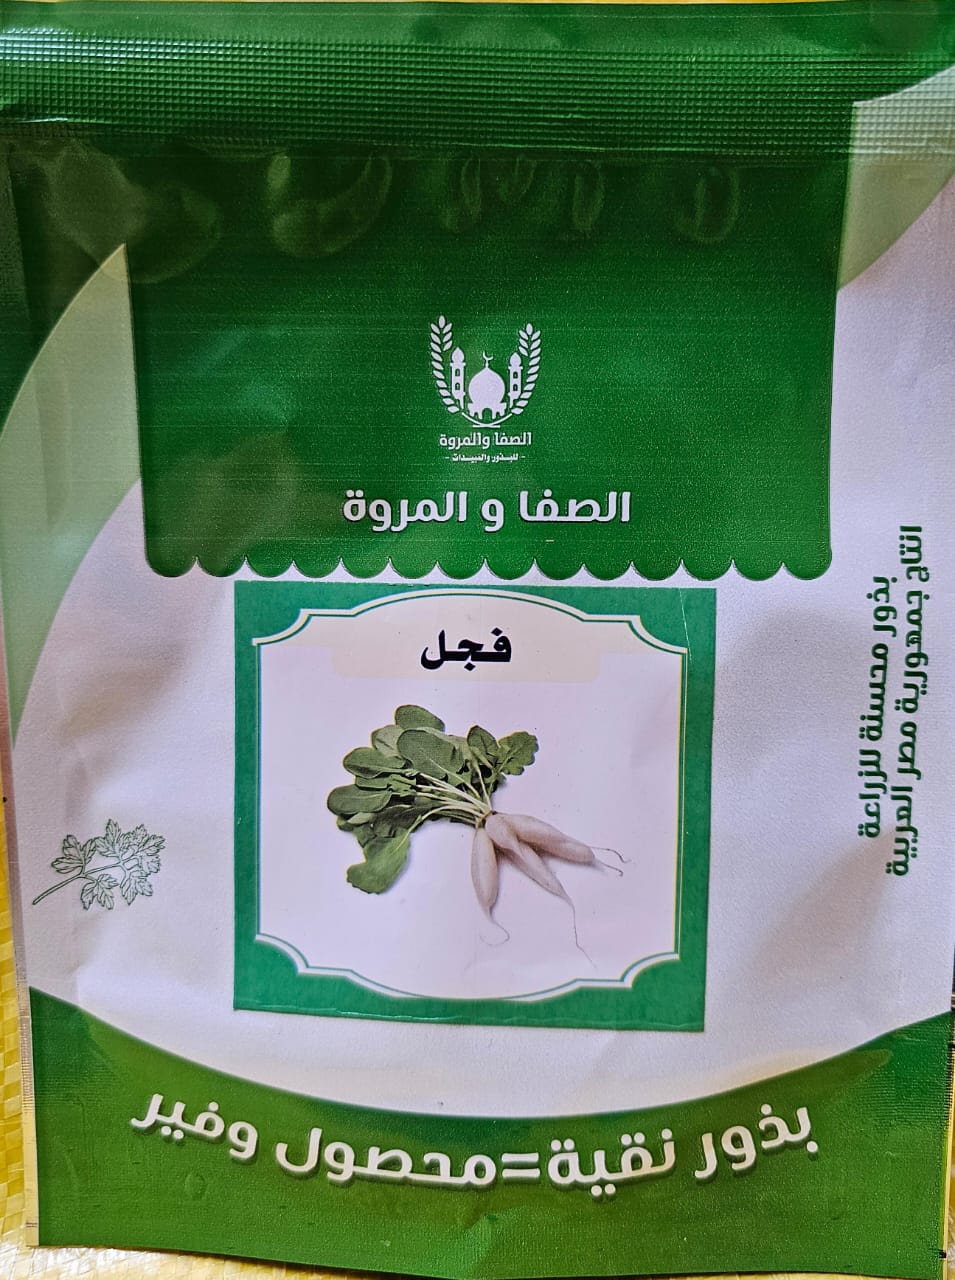 الصفا والمروة
- للبذور والمبيدات -
الصفا و المروة
فجل
بذور محسنة للزراعة
انتاج جمهورية مصر العربية
بذور نقية=محصول وفير